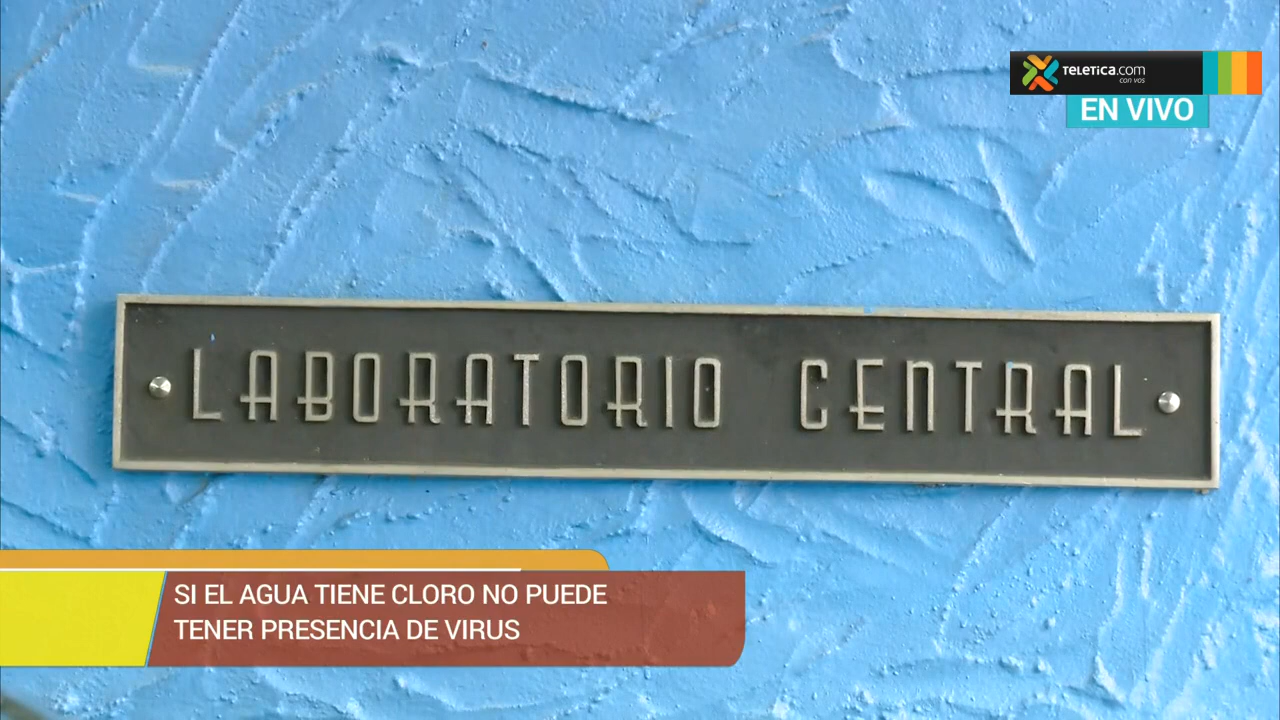 TELETICA.com
con vos
EN VIVO
LABORATORIO CENTRAL
SI EL AGUA TIENE CLORO NO PUEDE
TENER PRESENCIA DE VIRUS